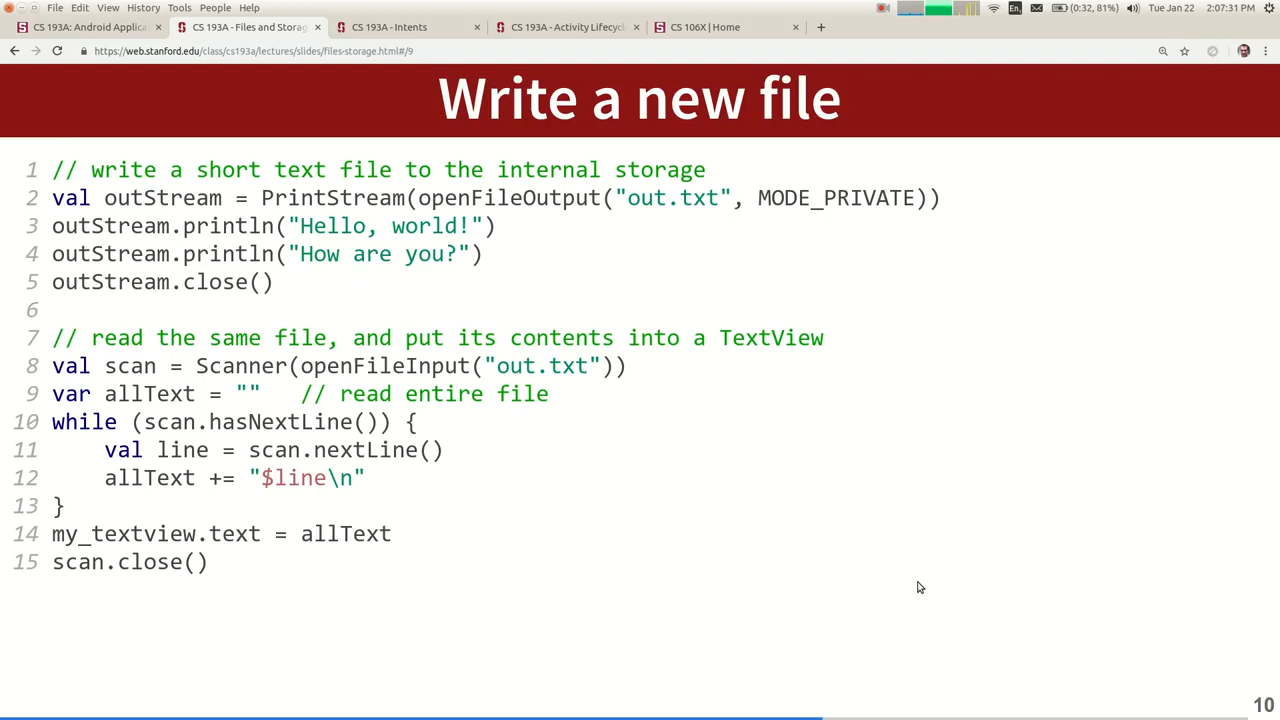 File Edit View History Tools People Help
En, (0:32, 81%) Tue Jan 22 2:07:31 PM
CS 193A: Android Applica × CS 193A - Files and Storag × CS 193A - Intents × CS 193A - Activity Lifecycl × CS 106X | Home × +
https://web.stanford.edu/class/cs193a/lectures/slides/files-storage.html#/9
Write a new file
1 // write a short text file to the internal storage
2 val outStream = PrintStream(openFileOutput("out.txt", MODE_PRIVATE))
3 outStream.println("Hello, world!")
4 outStream.println("How are you?")
5 outStream.close()
6
7 // read the same file, and put its contents into a TextView
8 val scan = Scanner(openFileInput("out.txt"))
9 var allText = "" // read entire file
10 while (scan.hasNextLine()) {
11 val line = scan.nextLine()
12 allText += "$line\n"
13 }
14 my_textview.text = allText
15 scan.close()
10